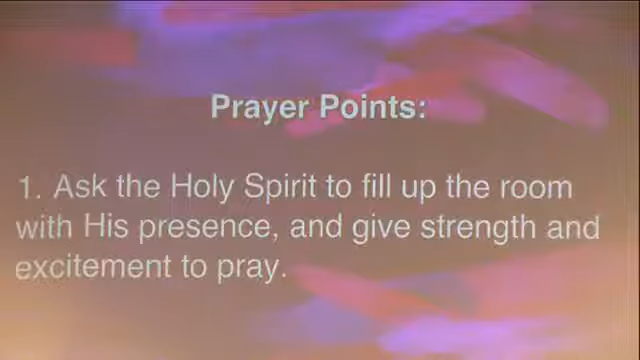 Prayer Points:
1. Ask the Holy Spirit to fill up the room
with His presence, and give strength and
excitement to pray.